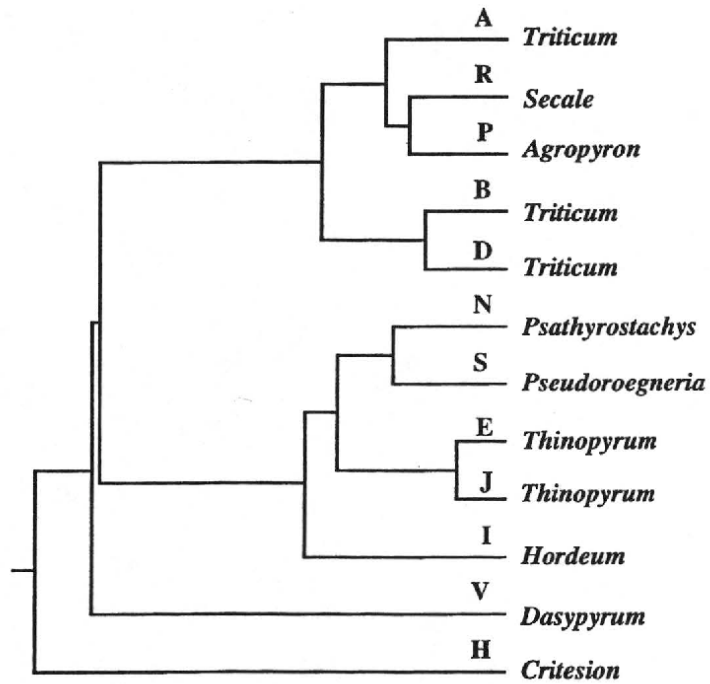 A
Triticum
R
Secale
P
Agropyron
B
Triticum
D
Triticum
N
Psathyrostachys
S
Pseudoroegneria
E
Thinopyrum
J
Thinopyrum
I
Hordeum
V
Dasypyrum
H
Critesion